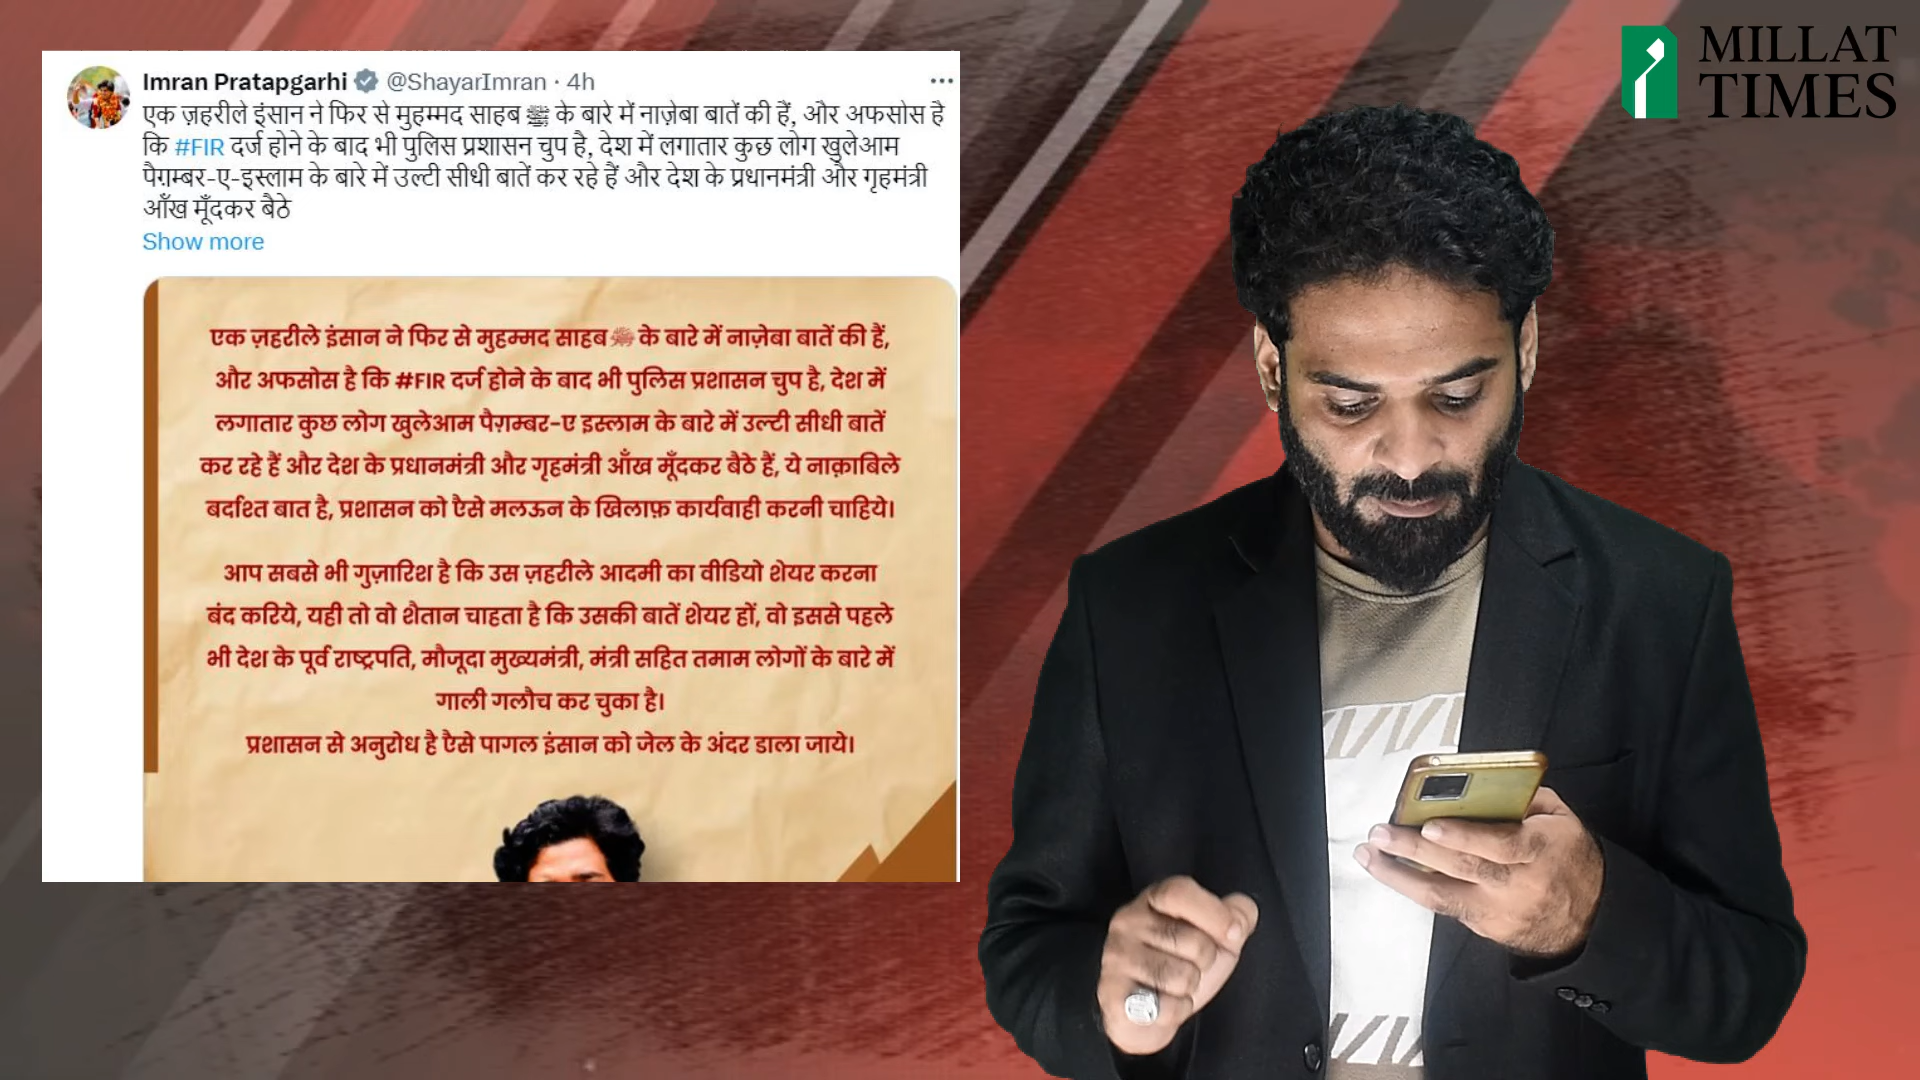 Imran Pratapgarhi @ShayarImran · 4h
एक ज़हरीले इंसान ने फिर से मुहम्मद साहब ﷺ के बारे में नाज़ेबा बातें की हैं, और अफसोस है
कि #FIR दर्ज होने के बाद भी पुलिस प्रशासन चुप है, देश में लगातार कुछ लोग खुलेआम
पैग़म्बर-ए-इस्लाम के बारे में उल्टी सीधी बातें कर रहे हैं और देश के प्रधानमंत्री और गृहमंत्री
आँख मूँदकर बैठे
Show more
एक ज़हरीले इंसान ने फिर से मुहम्मद साहब ﷺ के बारे में नाज़ेबा बातें की हैं,
और अफसोस है कि #FIR दर्ज होने के बाद भी पुलिस प्रशासन चुप है, देश में
लगातार कुछ लोग खुलेआम पैग़म्बर-ए इस्लाम के बारे में उल्टी सीधी बातें
कर रहे हैं और देश के प्रधानमंत्री और गृहमंत्री आँख मूँदकर बैठे हैं, ये नाक़ाबिले
बर्दाश्त बात है, प्रशासन को ऐसे मलऊन के खिलाफ़ कार्यवाही करनी चाहिये।
आप सबसे भी गुज़ारिश है कि उस ज़हरीले आदमी का वीडियो शेयर करना
बंद करिये, यही तो वो शैतान चाहता है कि उसकी बातें शेयर हों, वो इससे पहले
भी देश के पूर्व राष्ट्रपति, मौजूदा मुख्यमंत्री, मंत्री सहित तमाम लोगों के बारे में
गाली गलौच कर चुका है।
प्रशासन से अनुरोध है ऐसे पागल इंसान को जेल के अंदर डाला जाये।
MILLAT
TIMES